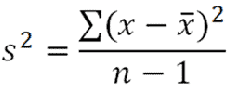 s² = ∑(x − x̄)² / n − 1